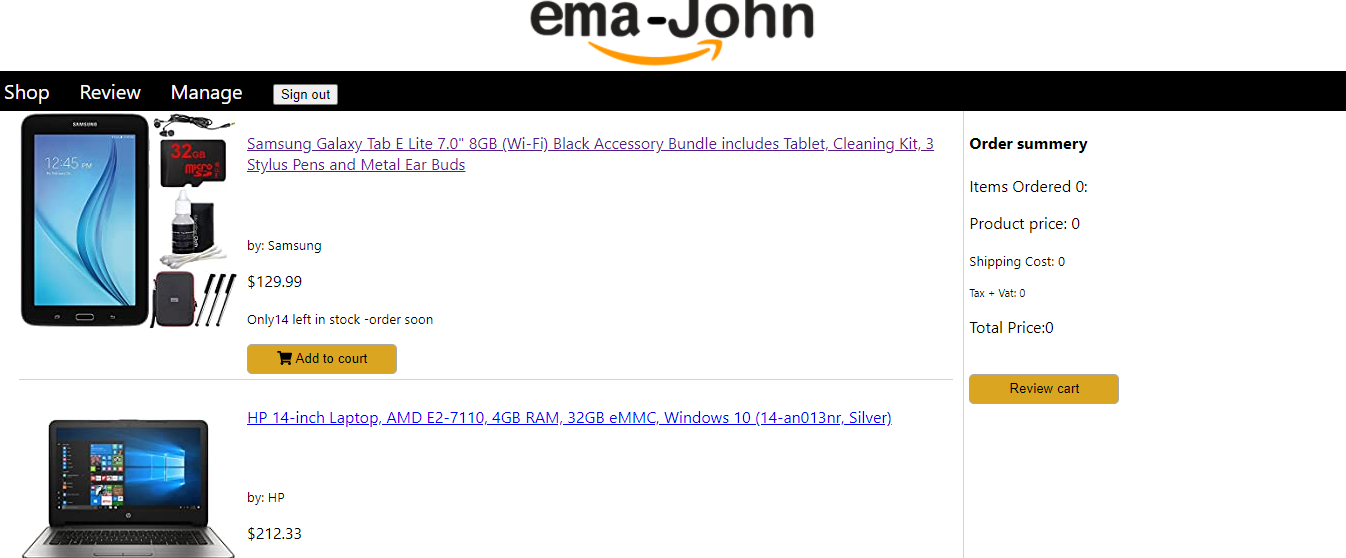 ema-John
Shop Review Manage Sign out
SAMSUNG
12:45 PM
32GB
micro
Samsung Galaxy Tab E Lite 7.0" 8GB (Wi-Fi) Black Accessory Bundle includes Tablet, Cleaning Kit, 3
Stylus Pens and Metal Ear Buds
by: Samsung
$129.99
Only14 left in stock -order soon
Add to court
HP 14-inch Laptop, AMD E2-7110, 4GB RAM, 32GB eMMC, Windows 10 (14-an013nr, Silver)
by: HP
$212.33
Order summery
Items Ordered 0:
Product price: 0
Shipping Cost: 0
Tax + Vat: 0
Total Price:0
Review cart